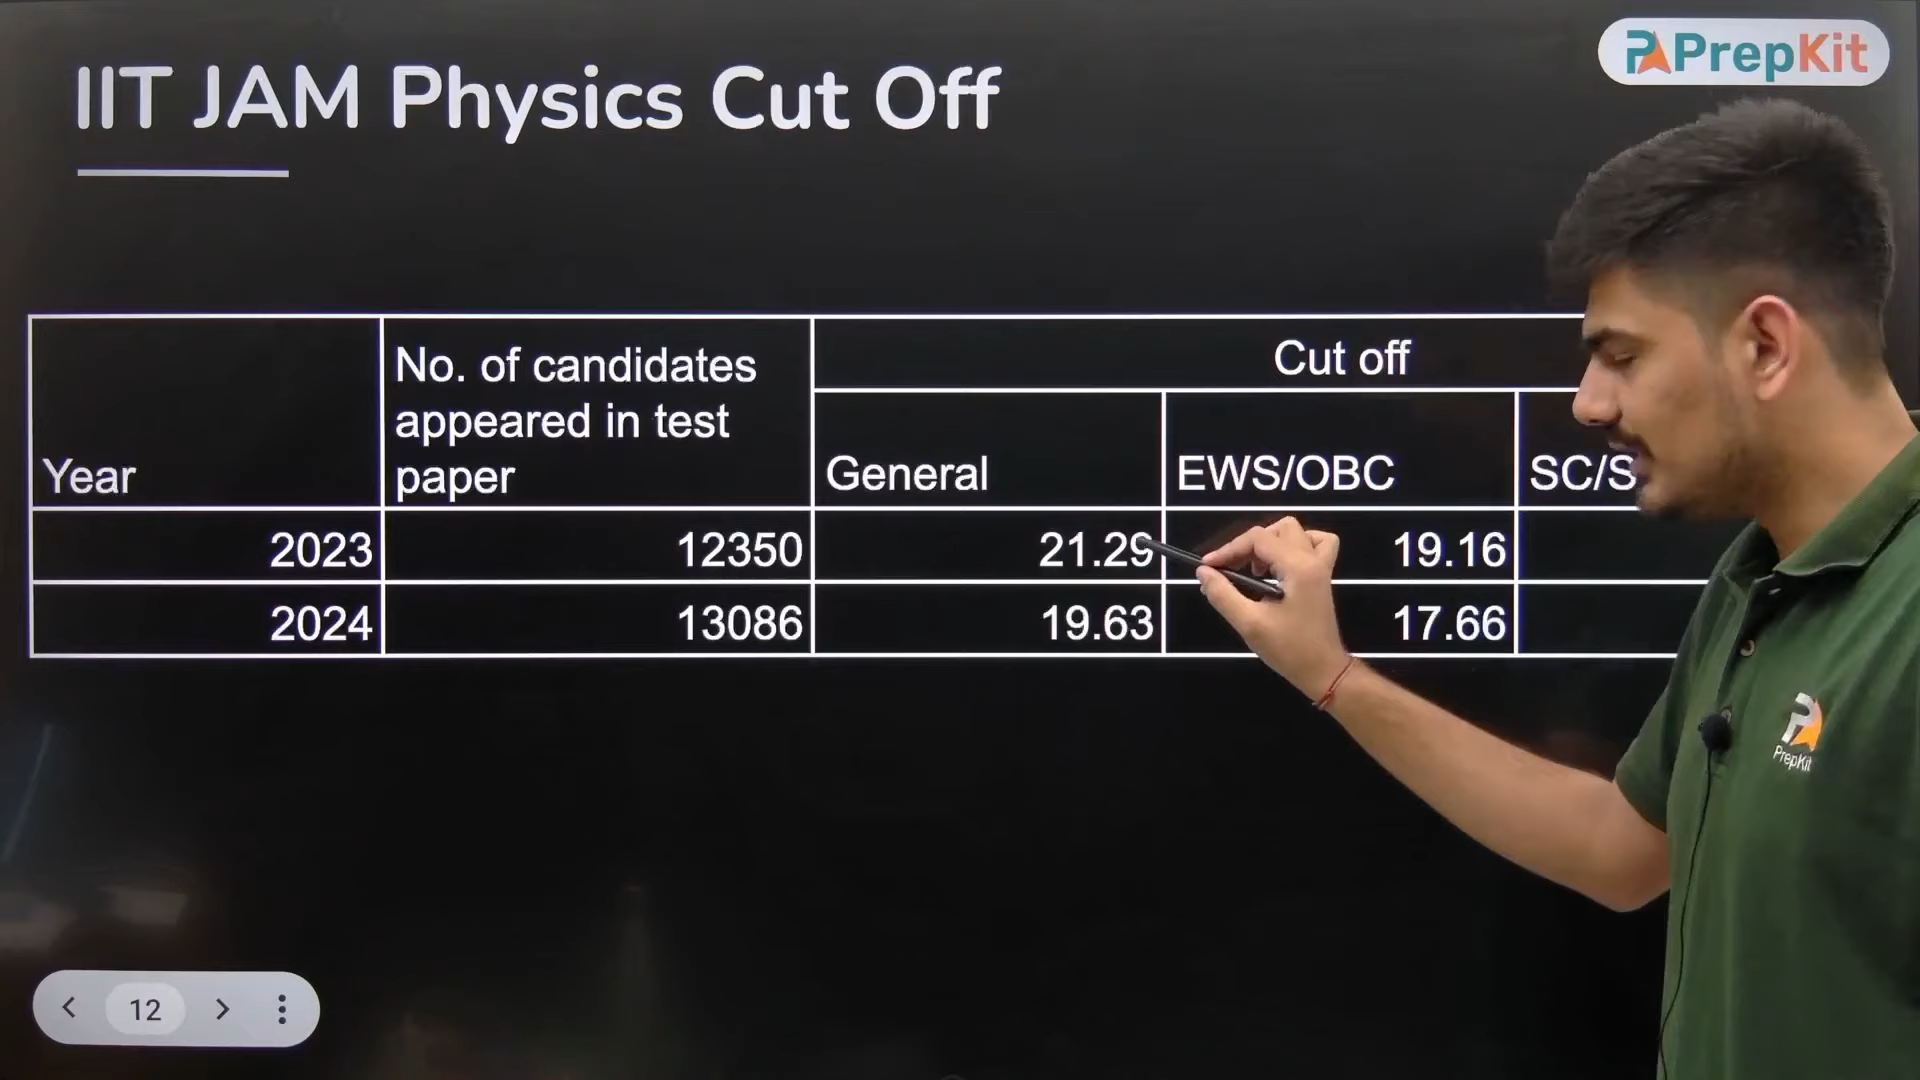 PrepKit
IIT JAM Physics Cut Off
Year
No. of candidates
appeared in test
paper
Cut off
General
EWS/OBC
SC/S
2023 12350 21.29 19.16
2024 13086 19.63 17.66
PrepKit
12